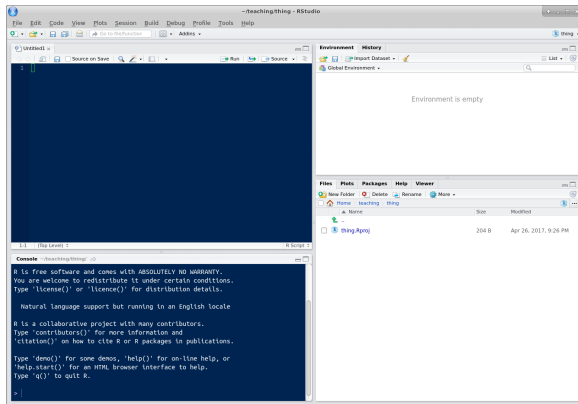 ~/teaching/thing - RStudio
File Edit Code View Plots Session Build Debug Profile Tools Help
Go to file/function Addins thing
Untitled1
Source on Save Run Source
1
1:1 (Top Level) R Script
Console ~/teaching/thing/
R is free software and comes with ABSOLUTELY NO WARRANTY.
You are welcome to redistribute it under certain conditions.
Type 'license()' or 'licence()' for distribution details.
Natural language support but running in an English locale
R is a collaborative project with many contributors.
Type 'contributors()' for more information and
'citation()' on how to cite R or R packages in publications.
Type 'demo()' for some demos, 'help()' for on-line help, or
'help.start()' for an HTML browser interface to help.
Type 'q()' to quit R.
>
Environment History
Import Dataset List
Global Environment
Environment is empty
Files Plots Packages Help Viewer
New Folder Delete Rename More
Home teaching thing
Name Size Modified
..
thing.Rproj 204 B Apr 26, 2017, 9:26 PM